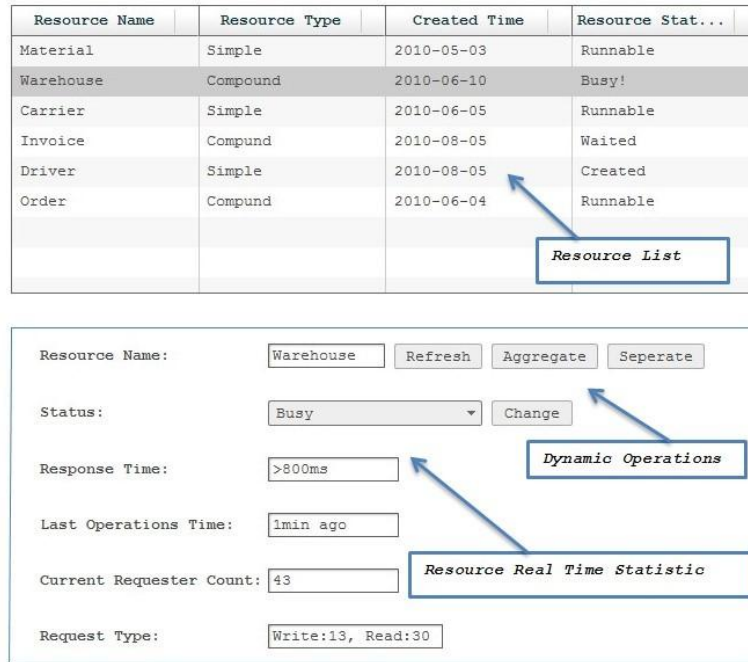 Resource Name Resource Type Created Time Resource Stat...
Material Simple 2010-05-03 Runnable
Warehouse Compound 2010-06-10 Busy!
Carrier Simple 2010-06-05 Runnable
Invoice Compund 2010-08-05 Waited
Driver Simple 2010-08-05 Created
Order Compund 2010-06-04 Runnable
Resource List
Resource Name: Warehouse Refresh Aggregate Seperate
Status: Busy Change
Dynamic Operations
Response Time: >800ms
Last Operations Time: 1min ago
Resource Real Time Statistic
Current Requester Count: 43
Request Type: Write:13, Read:30